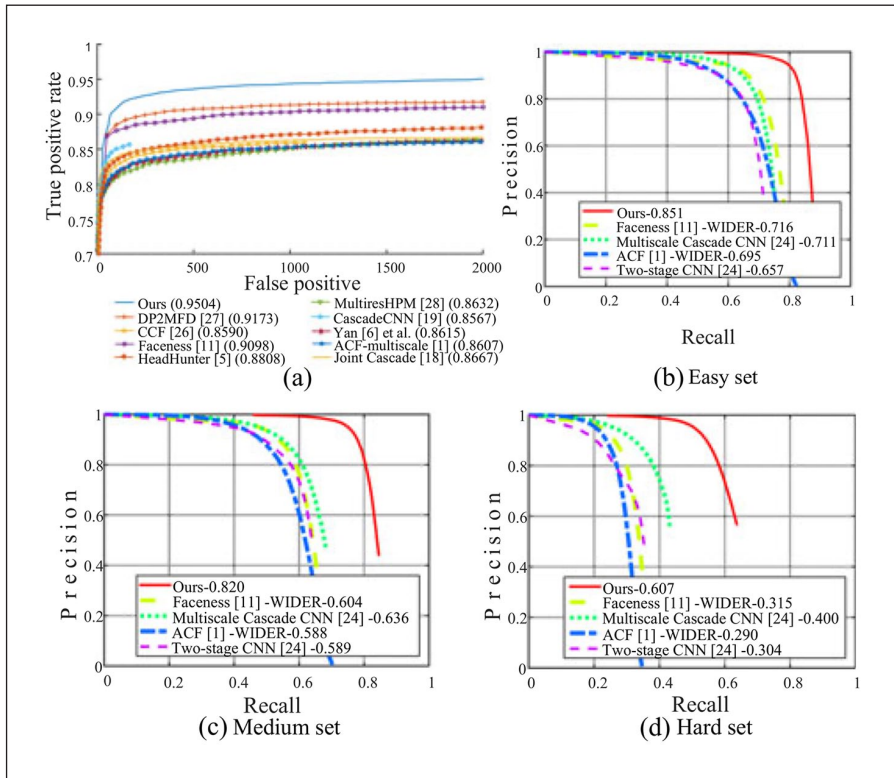 1
0.95
0.9
0.85
0.8
0.75
0.7
True positive rate
0 500 1000 1500 2000
False positive
Ours (0.9504)
DP2MFD [27] (0.9173)
CCF [26] (0.8590)
Faceness [11] (0.9098)
HeadHunter [5] (0.8808)
MultiresHPM [28] (0.8632)
CascadeCNN [19] (0.8567)
Yan [6] et al. (0.8615)
ACF-multiscale [1] (0.8607)
Joint Cascade [18] (0.8667)
(a)
1
0.8
0.6
0.4
0.2
0
Precision
Ours-0.851
Faceness [11] -WIDER-0.716
Multiscale Cascade CNN [24] -0.711
ACF [1] -WIDER-0.695
Two-stage CNN [24] -0.657
0 0.2 0.4 0.6 0.8 1
Recall
(b) Easy set
1
0.8
0.6
0.4
0.2
0
Precision
Ours-0.820
Faceness [11] -WIDER-0.604
Multiscale Cascade CNN [24] -0.636
ACF [1] -WIDER-0.588
Two-stage CNN [24] -0.589
0 0.2 0.4 0.6 0.8 1
Recall
(c) Medium set
1
0.8
0.6
0.4
0.2
0
Precision
Ours-0.607
Faceness [11] -WIDER-0.315
Multiscale Cascade CNN [24] -0.400
ACF [1] -WIDER-0.290
Two-stage CNN [24] -0.304
0 0.2 0.4 0.6 0.8 1
Recall
(d) Hard set